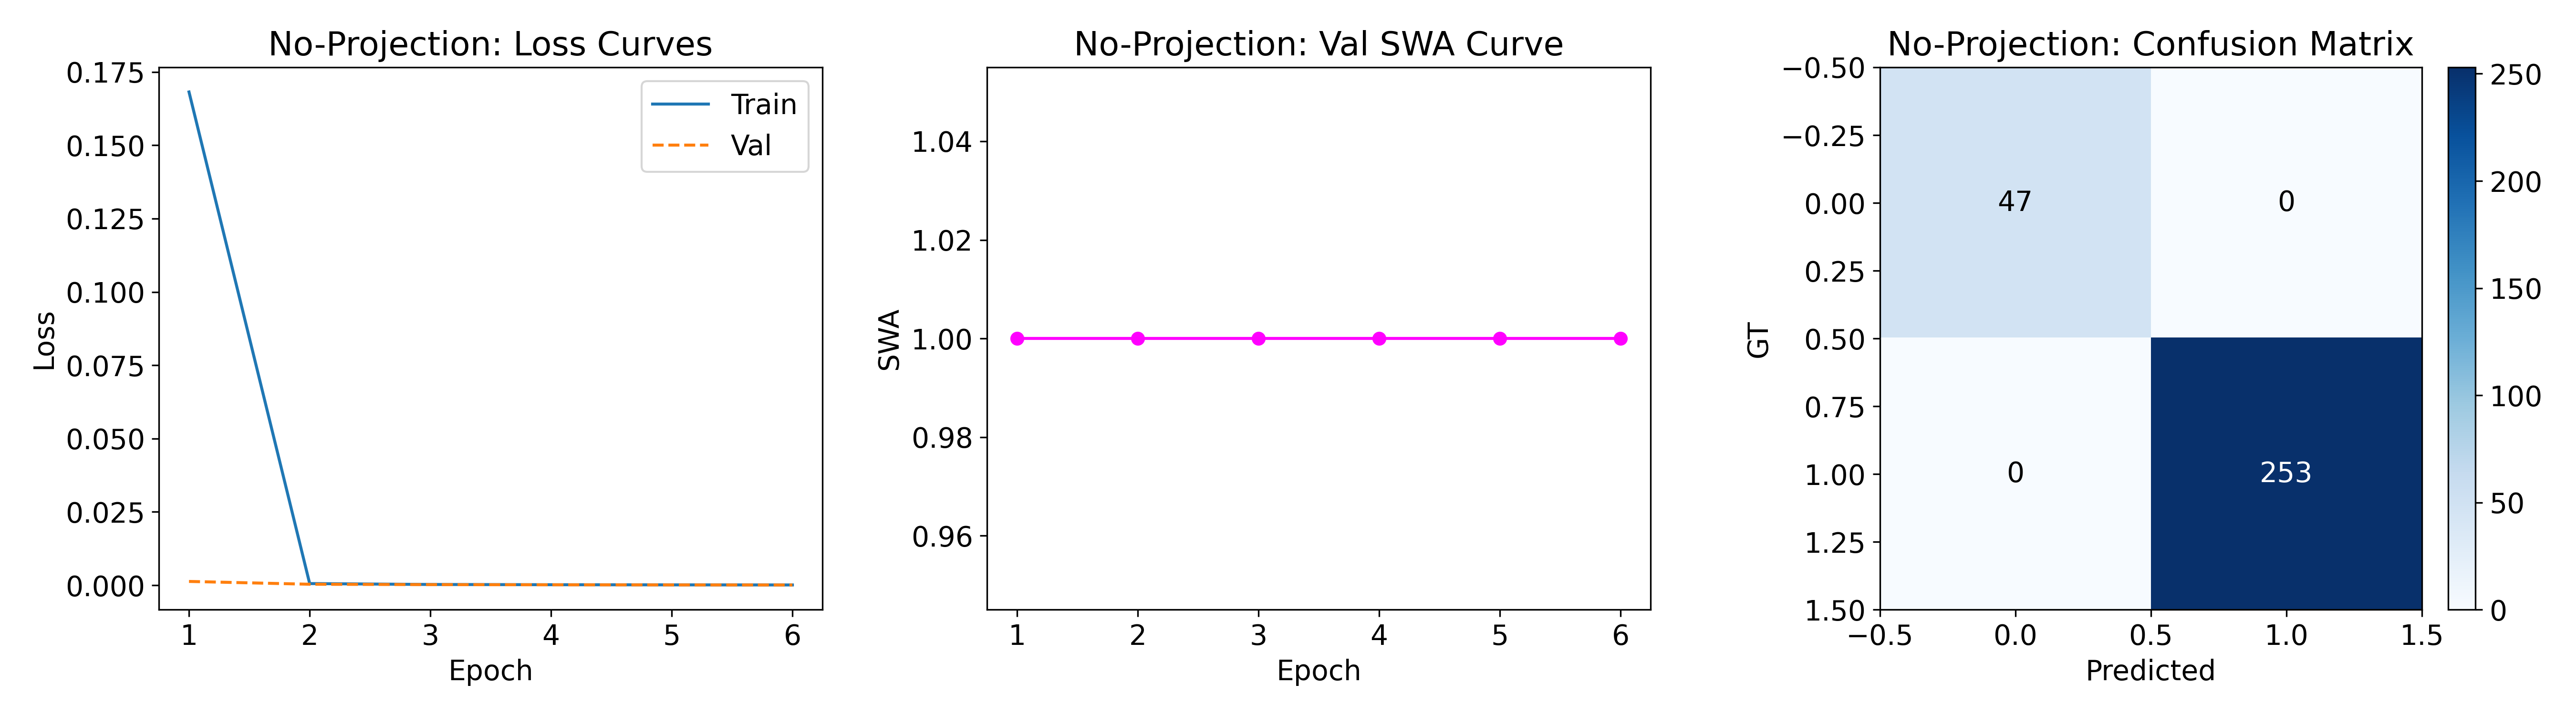 No-Projection: Loss Curves
0.175
0.150
0.125
0.100
0.075
0.050
0.025
0.000
Loss
Train
Val
1 2 3 4 5 6
Epoch
No-Projection: Val SWA Curve
1.04
1.02
1.00
0.98
0.96
SWA
1 2 3 4 5 6
Epoch
No-Projection: Confusion Matrix
−0.50
−0.25
0.00
0.25
0.50
0.75
1.00
1.25
1.50
GT
47 0
0 253
−0.5 0.0 0.5 1.0 1.5
Predicted
250
200
150
100
50
0